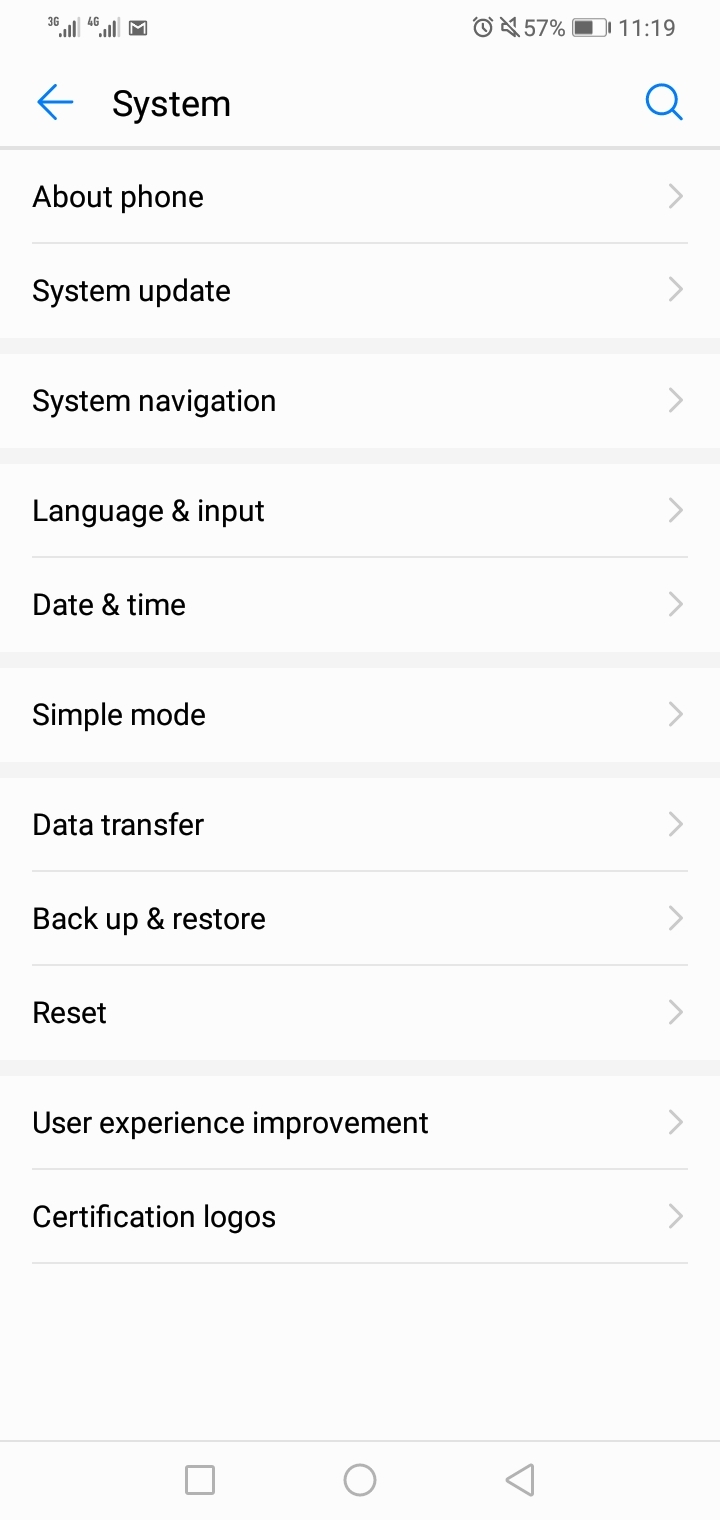 3G 4G 57% 11:19
System
About phone
System update
System navigation
Language & input
Date & time
Simple mode
Data transfer
Back up & restore
Reset
User experience improvement
Certification logos